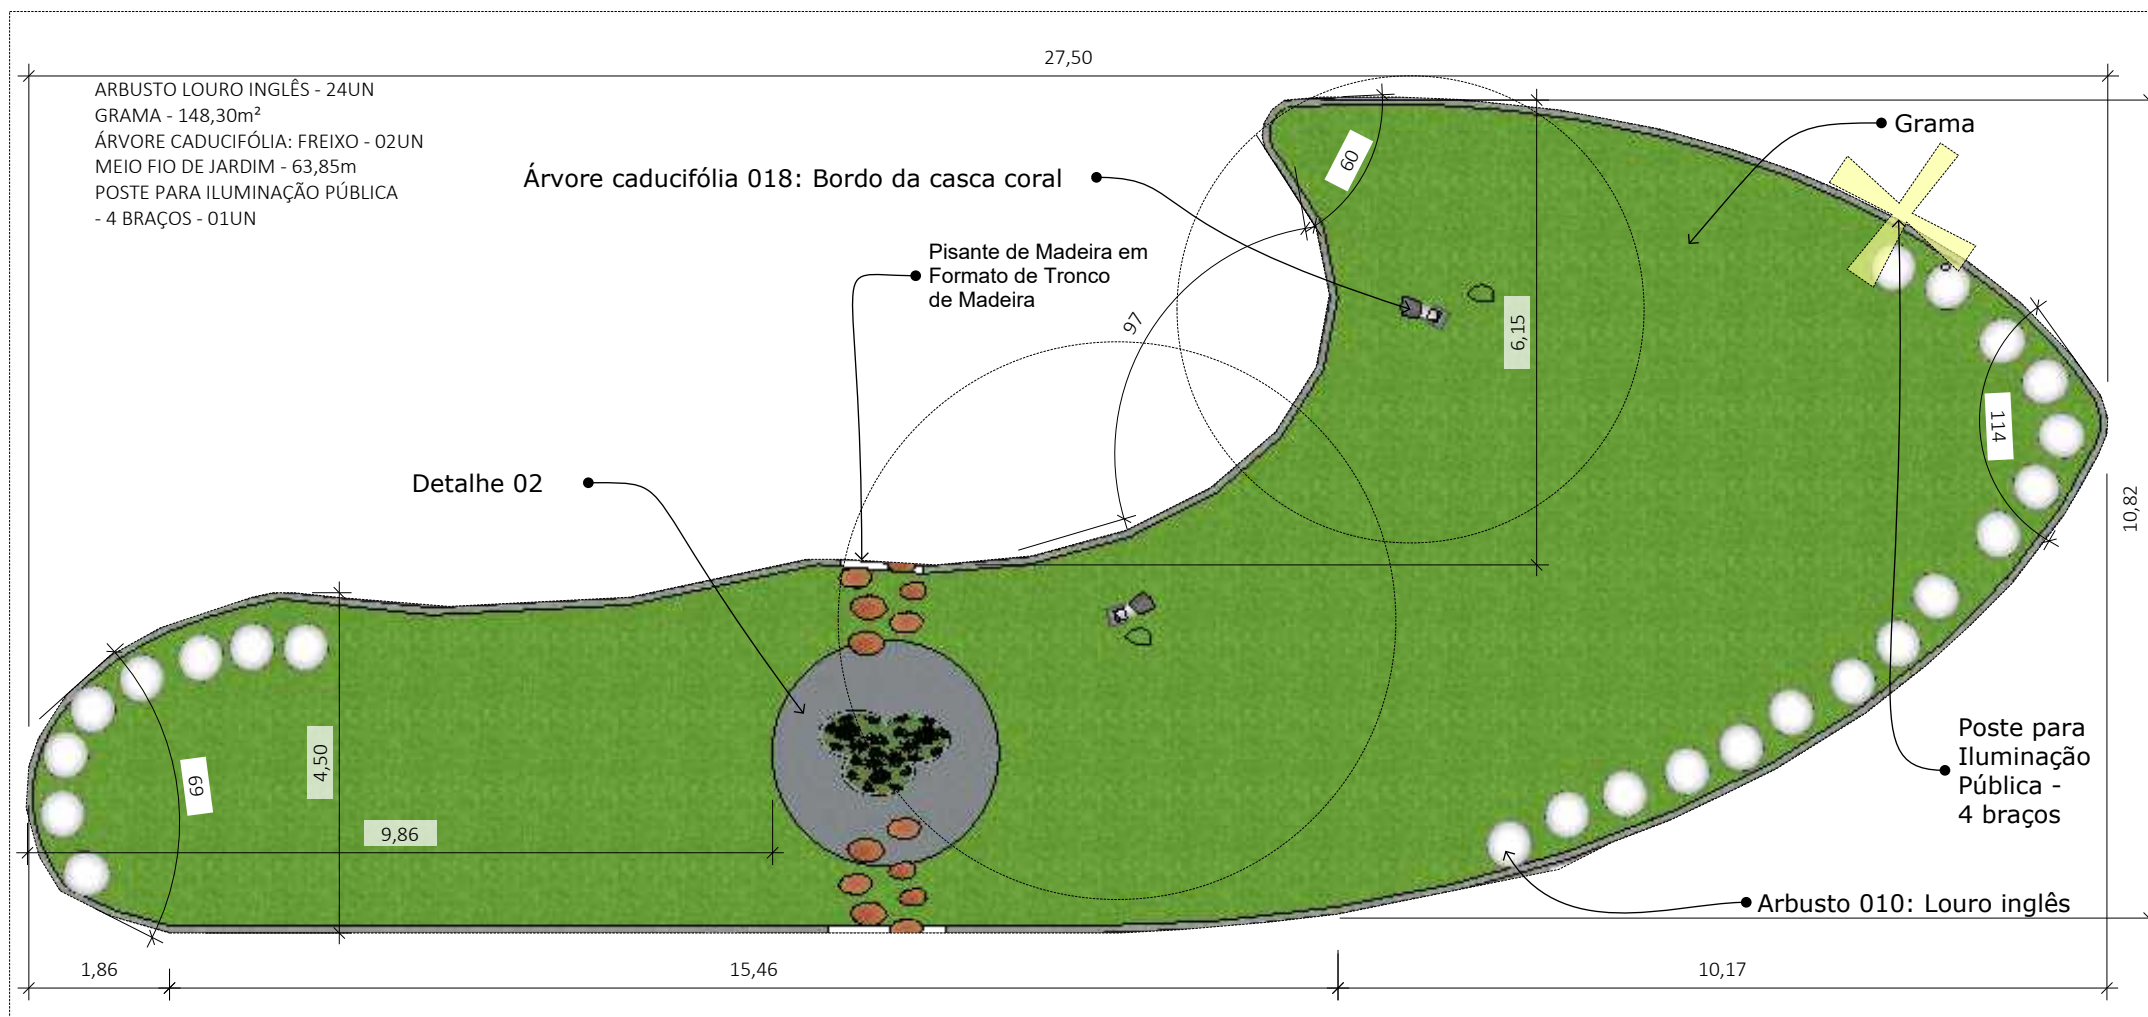 27,50
ARBUSTO LOURO INGLÊS - 24UN
GRAMA - 148,30m²
ÁRVORE CADUCIFÓLIA: FREIXO - 02UN
MEIO FIO DE JARDIM - 63,85m
POSTE PARA ILUMINAÇÃO PÚBLICA
- 4 BRAÇOS - 01UN
Grama
60
Árvore caducifólia 018: Bordo da casca coral
Pisante de Madeira em
Formato de Tronco
de Madeira
97
6,15
114
Detalhe 02
10,82
69
4,50
9,86
Poste para
Iluminação
Pública -
4 braços
Arbusto 010: Louro inglês
1,86
15,46
10,17